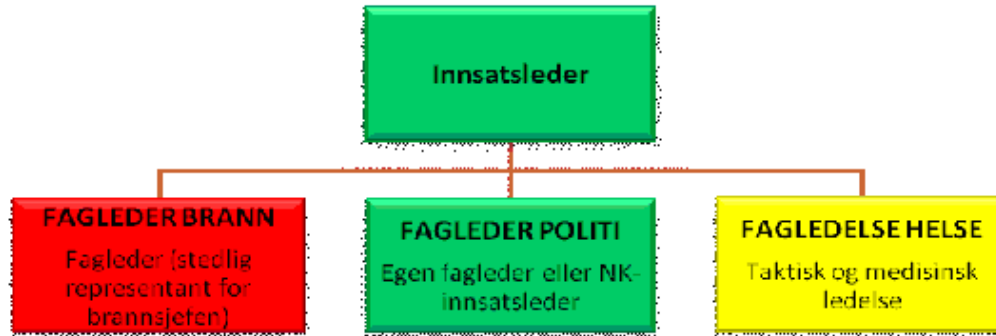 Innsatsleder
FAGLEDER BRANN
Fagleder (stedlig
representant for
brannsjefen)
FAGLEDER POLITI
Egen fagleder eller NK-
innsatsleder
FAGLEDELSE HELSE
Taktisk og medisinsk
ledelse